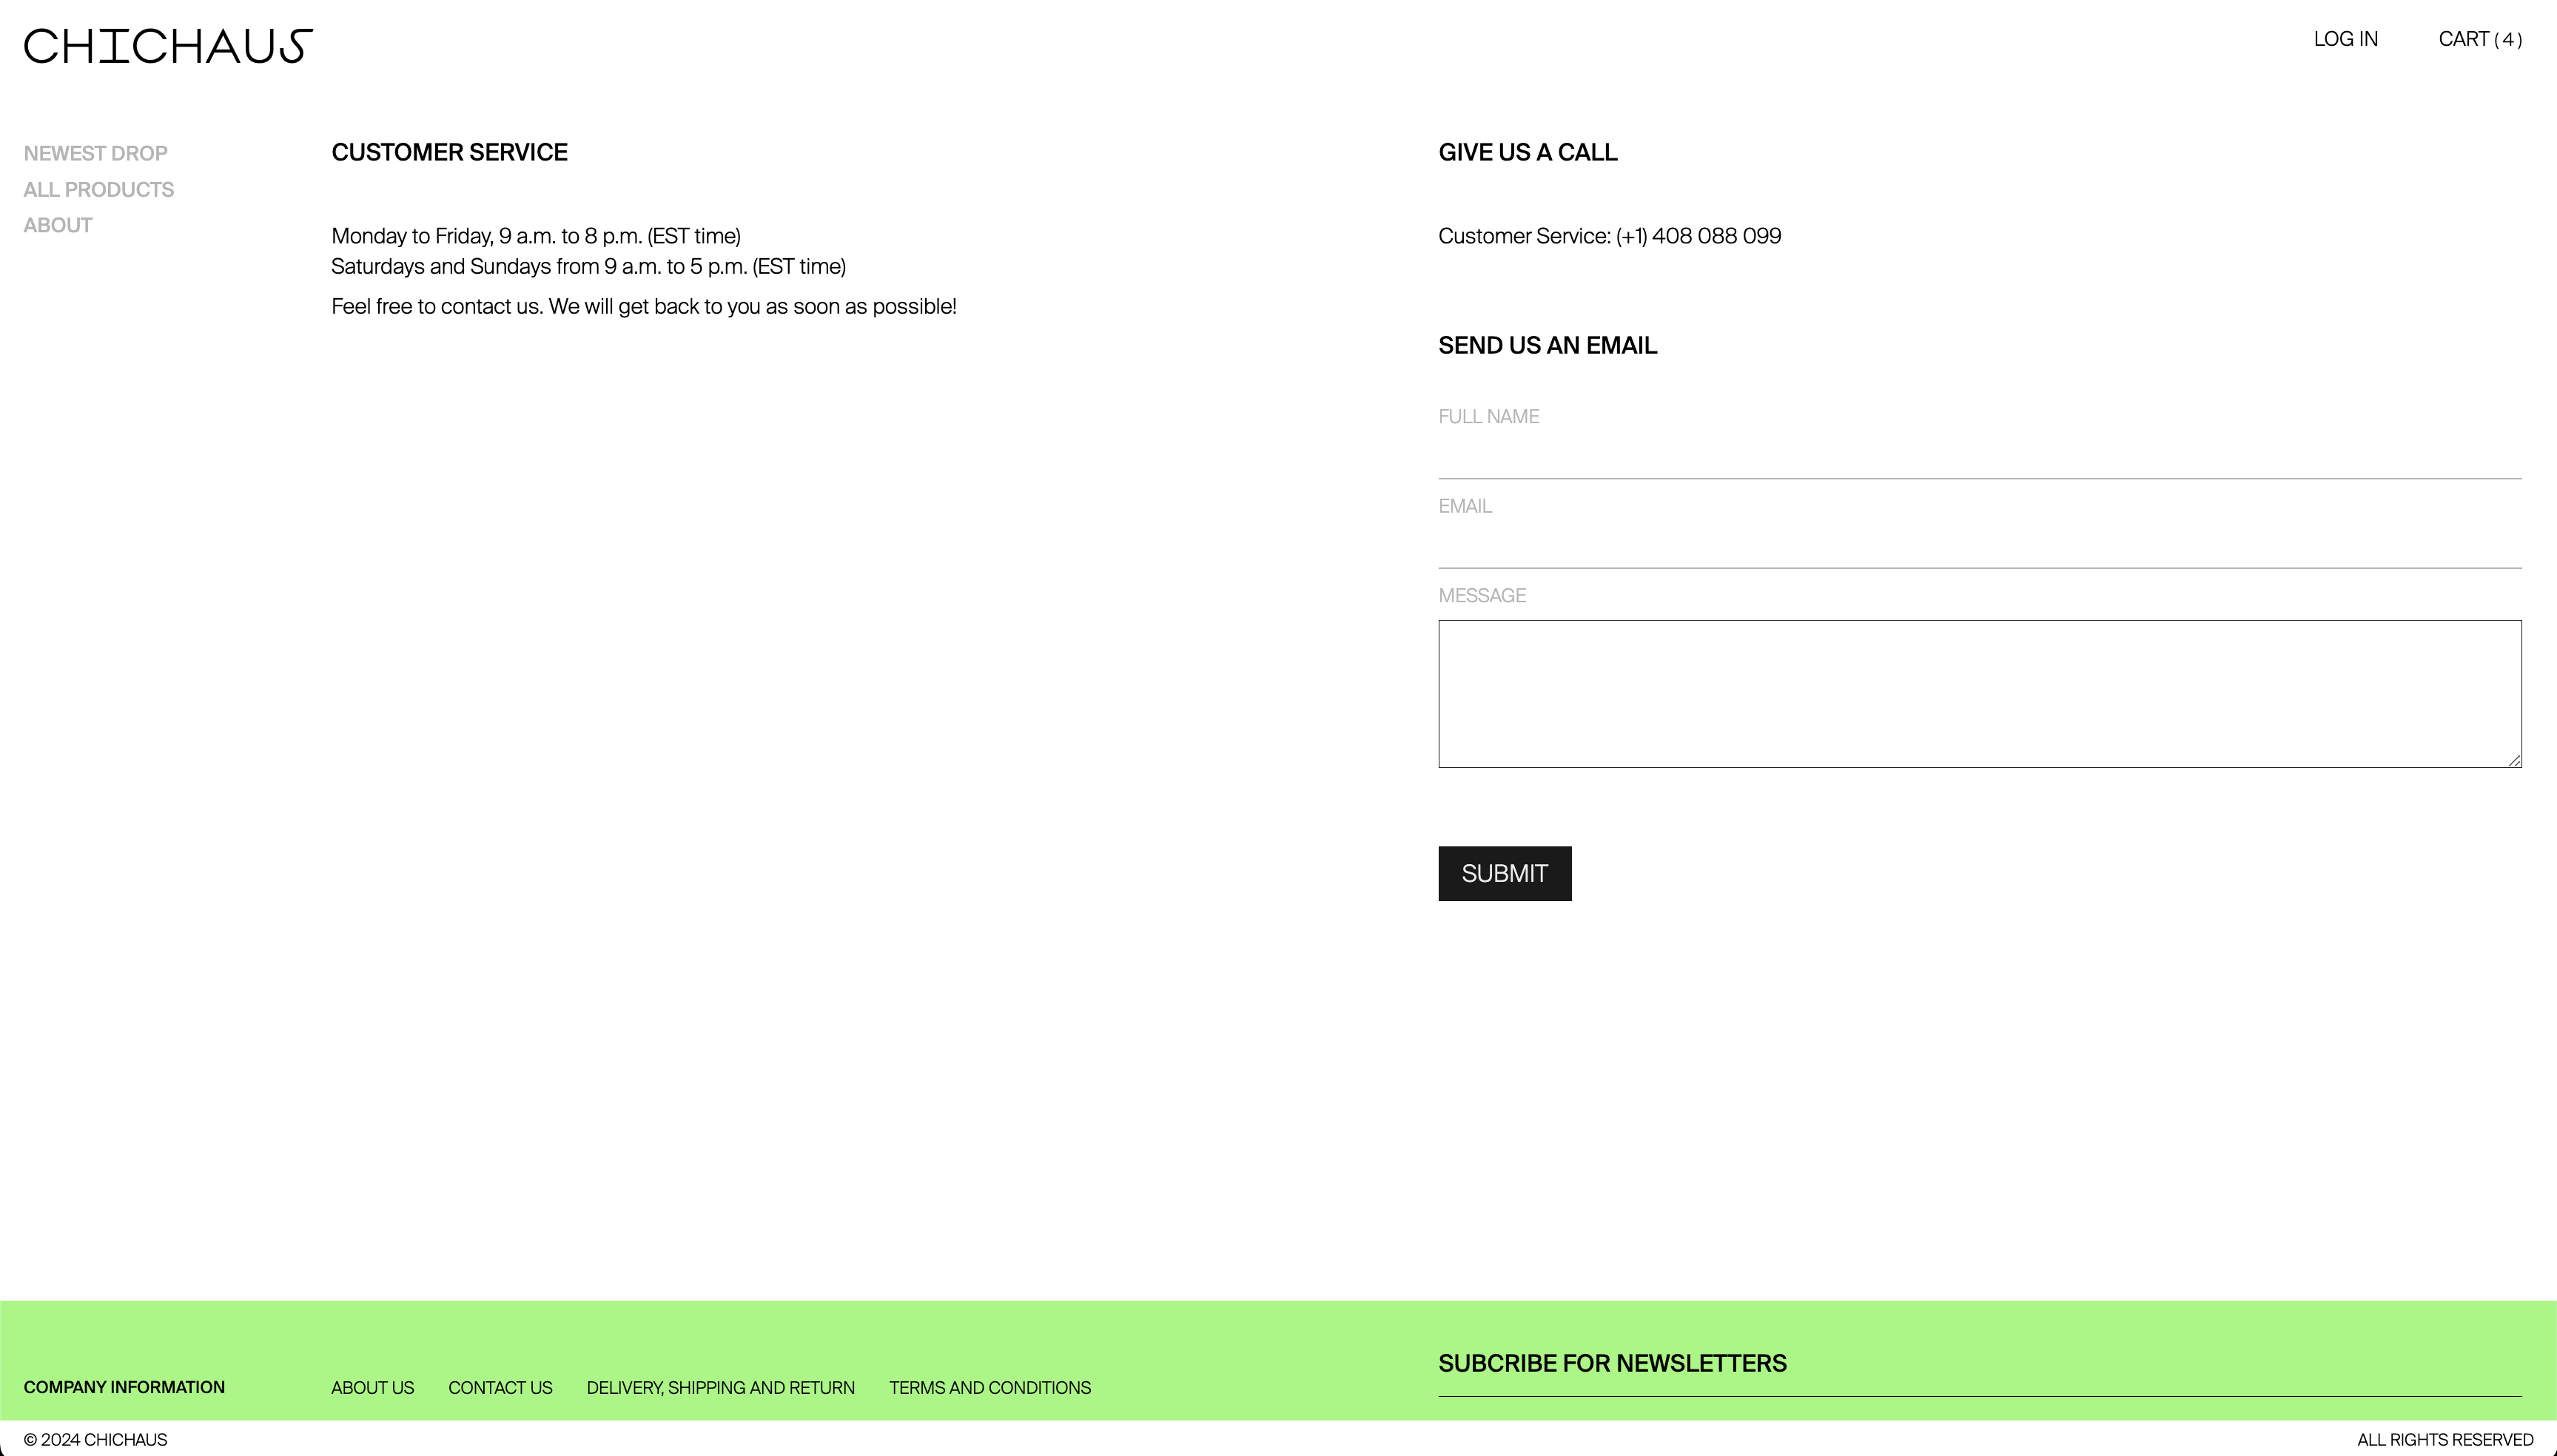 CHICHAUS
LOG IN
CART ( 4 )
NEWEST DROP
ALL PRODUCTS
ABOUT
CUSTOMER SERVICE
Monday to Friday, 9 a.m. to 8 p.m. (EST time)
Saturdays and Sundays from 9 a.m. to 5 p.m. (EST time)
Feel free to contact us. We will get back to you as soon as possible!
GIVE US A CALL
Customer Service: (+1) 408 088 099
SEND US AN EMAIL
FULL NAME
EMAIL
MESSAGE
SUBMIT
COMPANY INFORMATION
ABOUT US
CONTACT US
DELIVERY, SHIPPING AND RETURN
TERMS AND CONDITIONS
SUBCRIBE FOR NEWSLETTERS
© 2024 CHICHAUS
ALL RIGHTS RESERVED